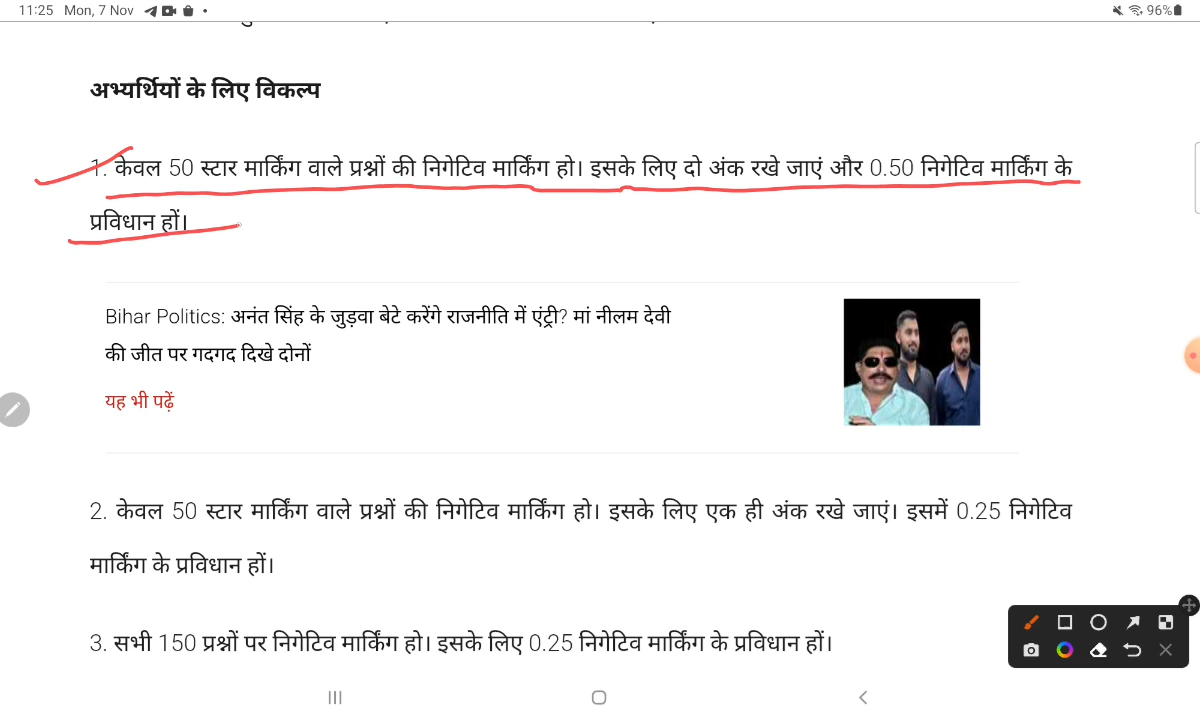 11:25 Mon, 7 Nov
96%
अभ्यर्थियों के लिए विकल्प
1. केवल 50 स्टार मार्किंग वाले प्रश्नों की निगेटिव मार्किंग हो। इसके लिए दो अंक रखे जाएं और 0.50 निगेटिव मार्किंग के
प्रविधान हों।
Bihar Politics: अनंत सिंह के जुड़वा बेटे करेंगे राजनीति में एंट्री? मां नीलम देवी
की जीत पर गदगद दिखे दोनों
यह भी पढ़ें
2. केवल 50 स्टार मार्किंग वाले प्रश्नों की निगेटिव मार्किंग हो। इसके लिए एक ही अंक रखे जाएं। इसमें 0.25 निगेटिव
मार्किंग के प्रविधान हों।
3. सभी 150 प्रश्नों पर निगेटिव मार्किंग हो। इसके लिए 0.25 निगेटिव मार्किंग के प्रविधान हों।